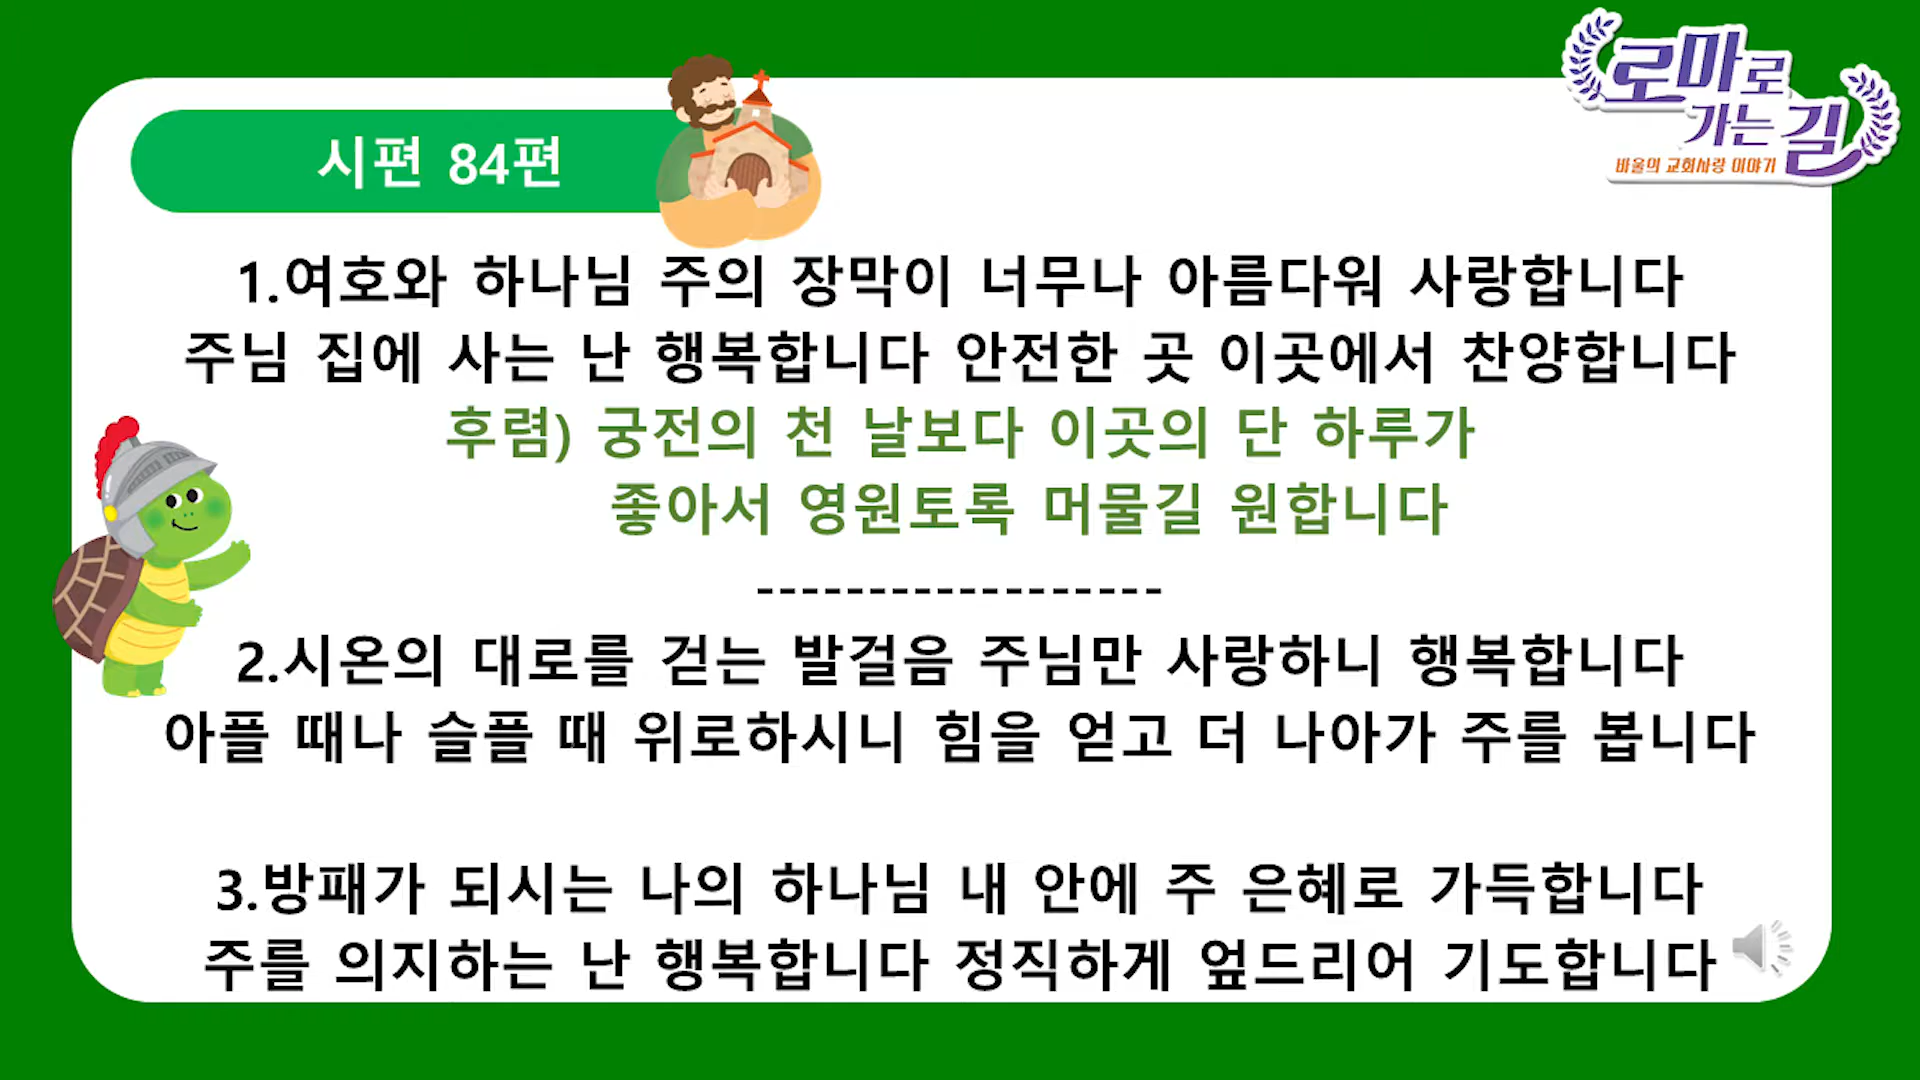 로마로
가는 길
바울의 교회사랑 이야기
시편 84편
1.여호와 하나님 주의 장막이 너무나 아름다워 사랑합니다
주님 집에 사는 난 행복합니다 안전한 곳 이곳에서 찬양합니다
후렴) 궁전의 천 날보다 이곳의 단 하루가
좋아서 영원토록 머물길 원합니다
------------------
2.시온의 대로를 걷는 발걸음 주님만 사랑하니 행복합니다
아플 때나 슬플 때 위로하시니 힘을 얻고 더 나아가 주를 봅니다
3.방패가 되시는 나의 하나님 내 안에 주 은혜로 가득합니다
주를 의지하는 난 행복합니다 정직하게 엎드리어 기도합니다